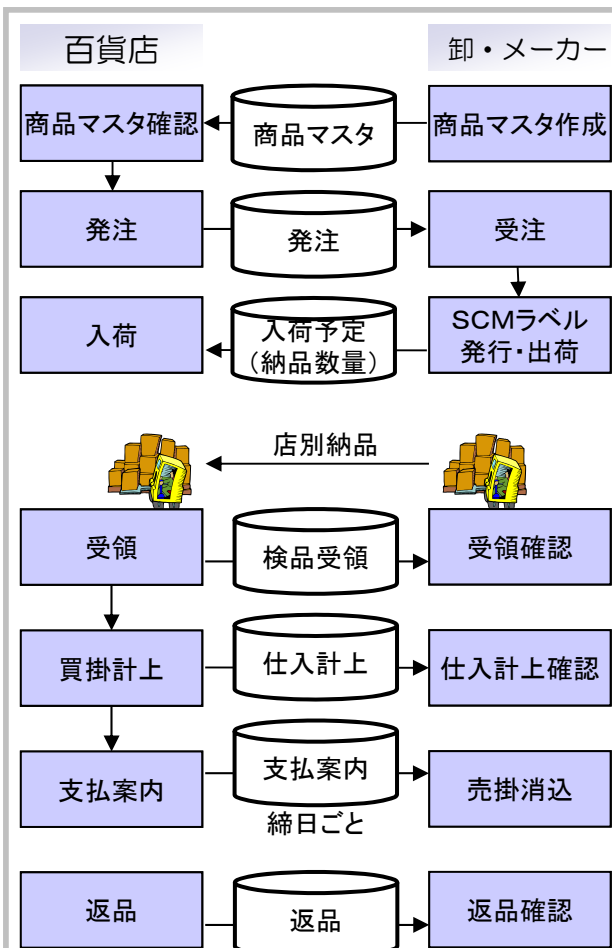 百貨店
卸・メーカー
商品マスタ確認
商品マスタ
商品マスタ作成
発注
発注
受注
入荷
入荷予定
(納品数量)
SCMラベル
発行・出荷
店別納品
受領
検品受領
受領確認
買掛計上
仕入計上
仕入計上確認
支払案内
支払案内
売掛消込
締日ごと
返品
返品
返品確認